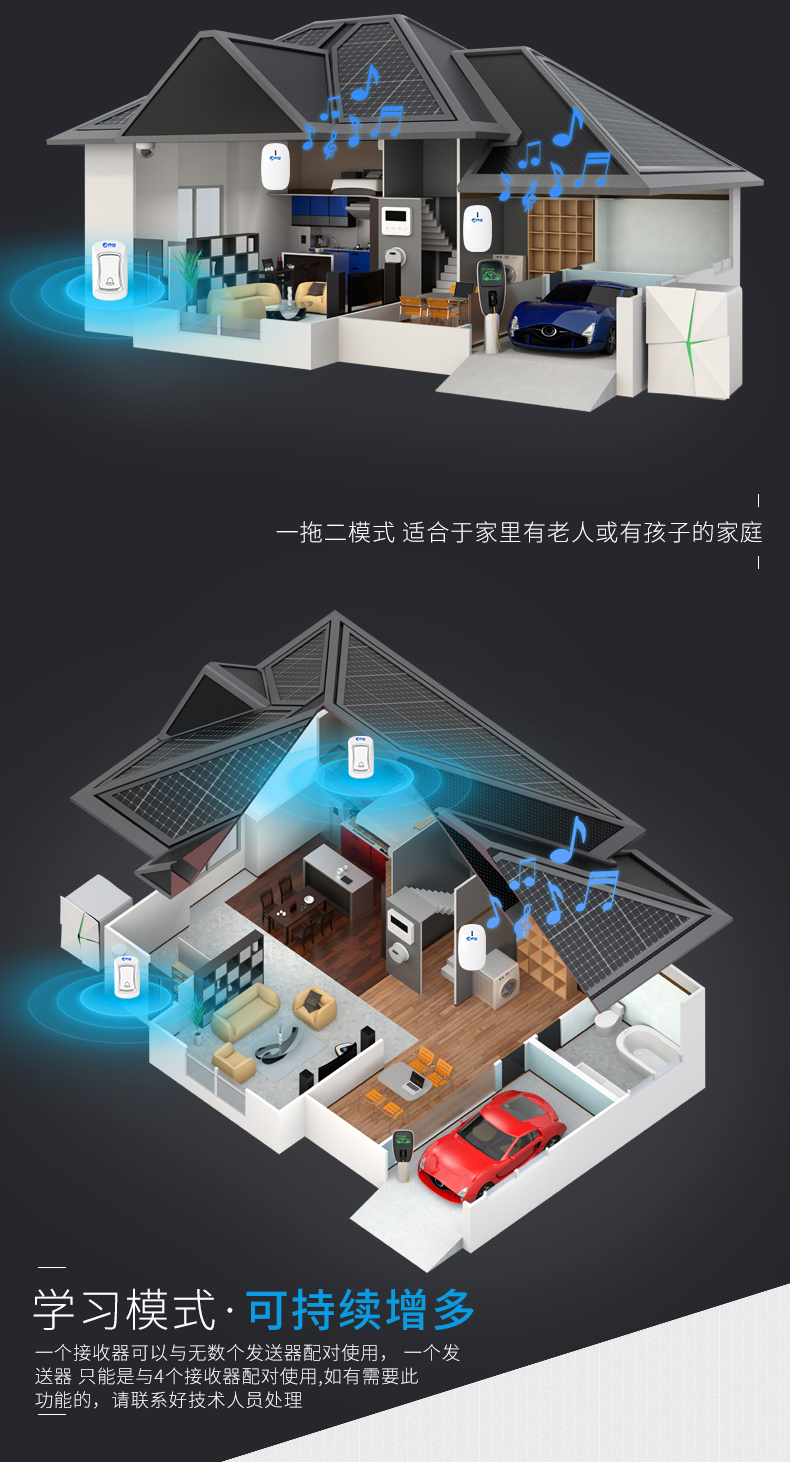 一拖二模式 适合于家里有老人或有孩子的家庭
学习模式·可持续增多
一个接收器可以与无数个发送器配对使用， 一个发
送器 只能是与4个接收器配对使用,如有需要此
功能的，请联系好技术人员处理